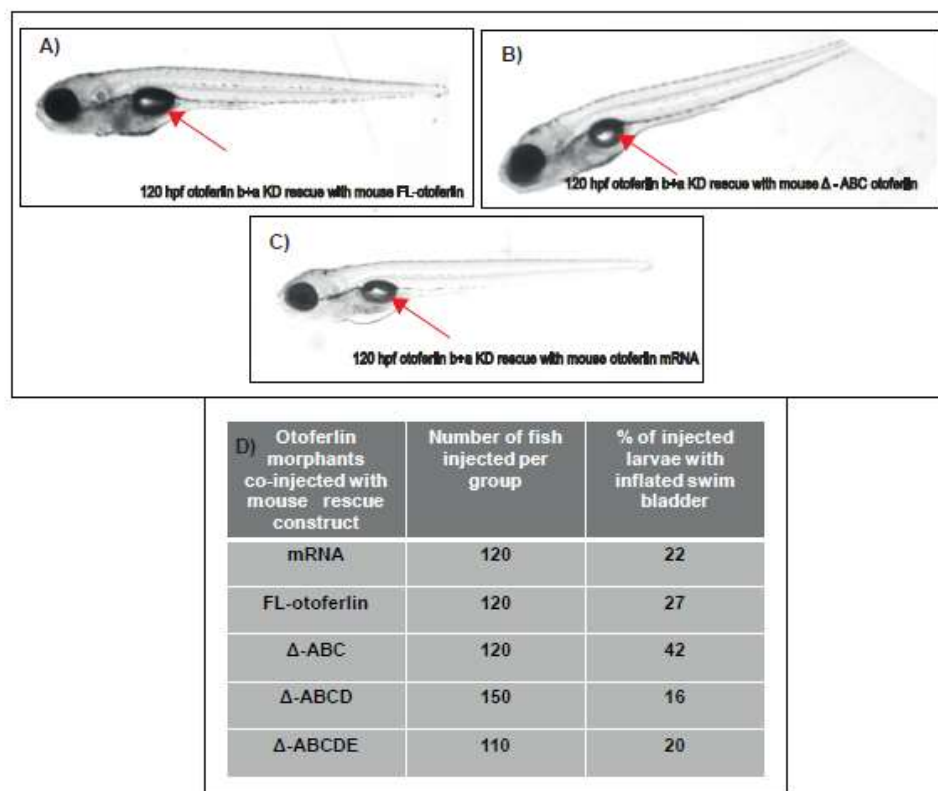 A)
120 hpf otoferlin b+a KD rescue with mouse FL-otoferlin
B)
120 hpf otoferlin b+a KD rescue with mouse Δ - ABC otoferlin
C)
120 hpf otoferlin b+a KD rescue with mouse otoferlin mRNA
D)
Otoferlin morphants co-injected with mouse rescue construct
Number of fish injected per group
% of injected larvae with inflated swim bladder
mRNA 120 22
FL-otoferlin 120 27
Δ-ABC 120 42
Δ-ABCD 150 16
Δ-ABCDE 110 20